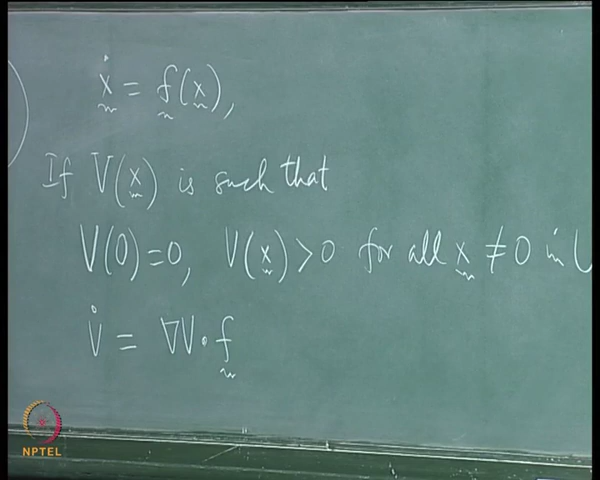 ẋ = f(x),
If V(x) is such that
V(0)=0, V(x)>0 for all x ≠ 0 in U
V̇ = ∇V · f
NPTEL